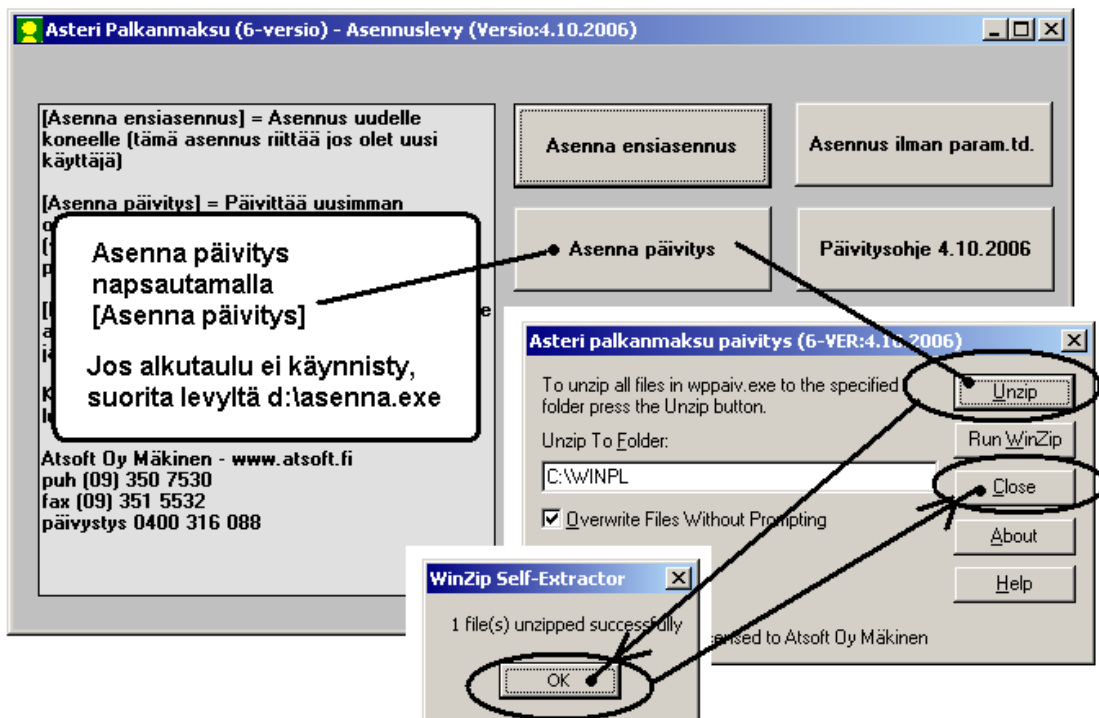 Asteri Palkanmaksu (6-versio) - Asennuslevy (Versio:4.10.2006)
[Asenna ensiasennus] = Asennus uudelle
koneelle (tämä asennus riittää jos olet uusi
käyttäjä)
[Asenna päivitys] = Päivittää uusimman
Asenna päivitys
napsautamalla
[Asenna päivitys]
Jos alkutaulu ei käynnisty,
suorita levyltä d:\asenna.exe
Atsoft Oy Mäkinen - www.atsoft.fi
puh (09) 350 7530
fax (09) 351 5532
päivystys 0400 316 088
Asenna ensiasennus
Asennus ilman param.td.
Asenna päivitys
Päivitysohje 4.10.2006
Asteri palkanmaksu paivitys (6-VER:4.10.2006)
To unzip all files in wppaiv.exe to the specified
folder press the Unzip button.
Unzip To Folder:
C:\WINPL
Overwrite Files Without Prompting
Unzip
Run WinZip
Close
About
Help
to Atsoft Oy Mäkinen
WinZip Self-Extractor
1 file(s) unzipped successfully
OK